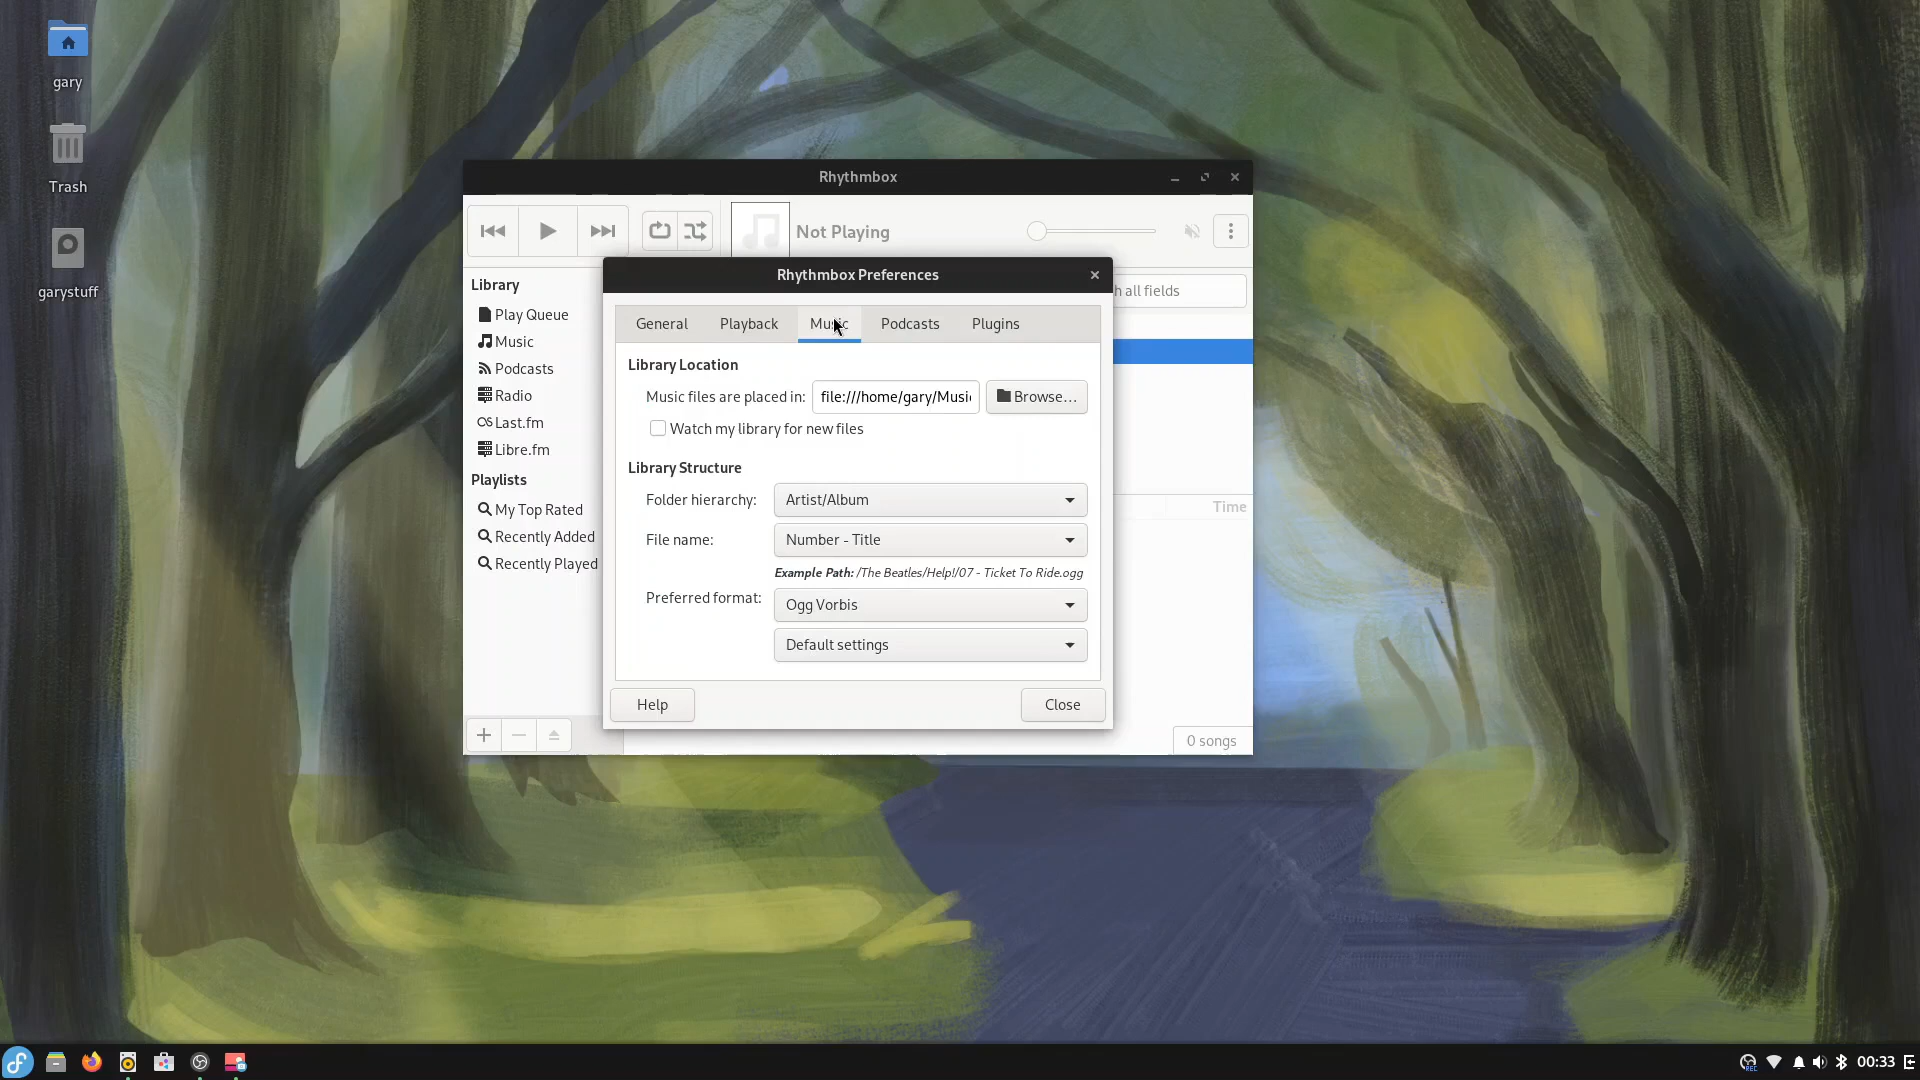 gary
Trash
garystuff
Rhythmbox
Not Playing
Library
Play Queue
Music
Podcasts
Radio
Last.fm
Libre.fm
Playlists
My Top Rated
Recently Added
Recently Played
h all fields
Time
0 songs
Rhythmbox Preferences
General Playback Music Podcasts Plugins
Library Location
Music files are placed in: file:///home/gary/Musi Browse...
Watch my library for new files
Library Structure
Folder hierarchy: Artist/Album
File name: Number - Title
Example Path: /The Beatles/Help!/07 - Ticket To Ride.ogg
Preferred format: Ogg Vorbis
Default settings
Help Close
REC
00:33